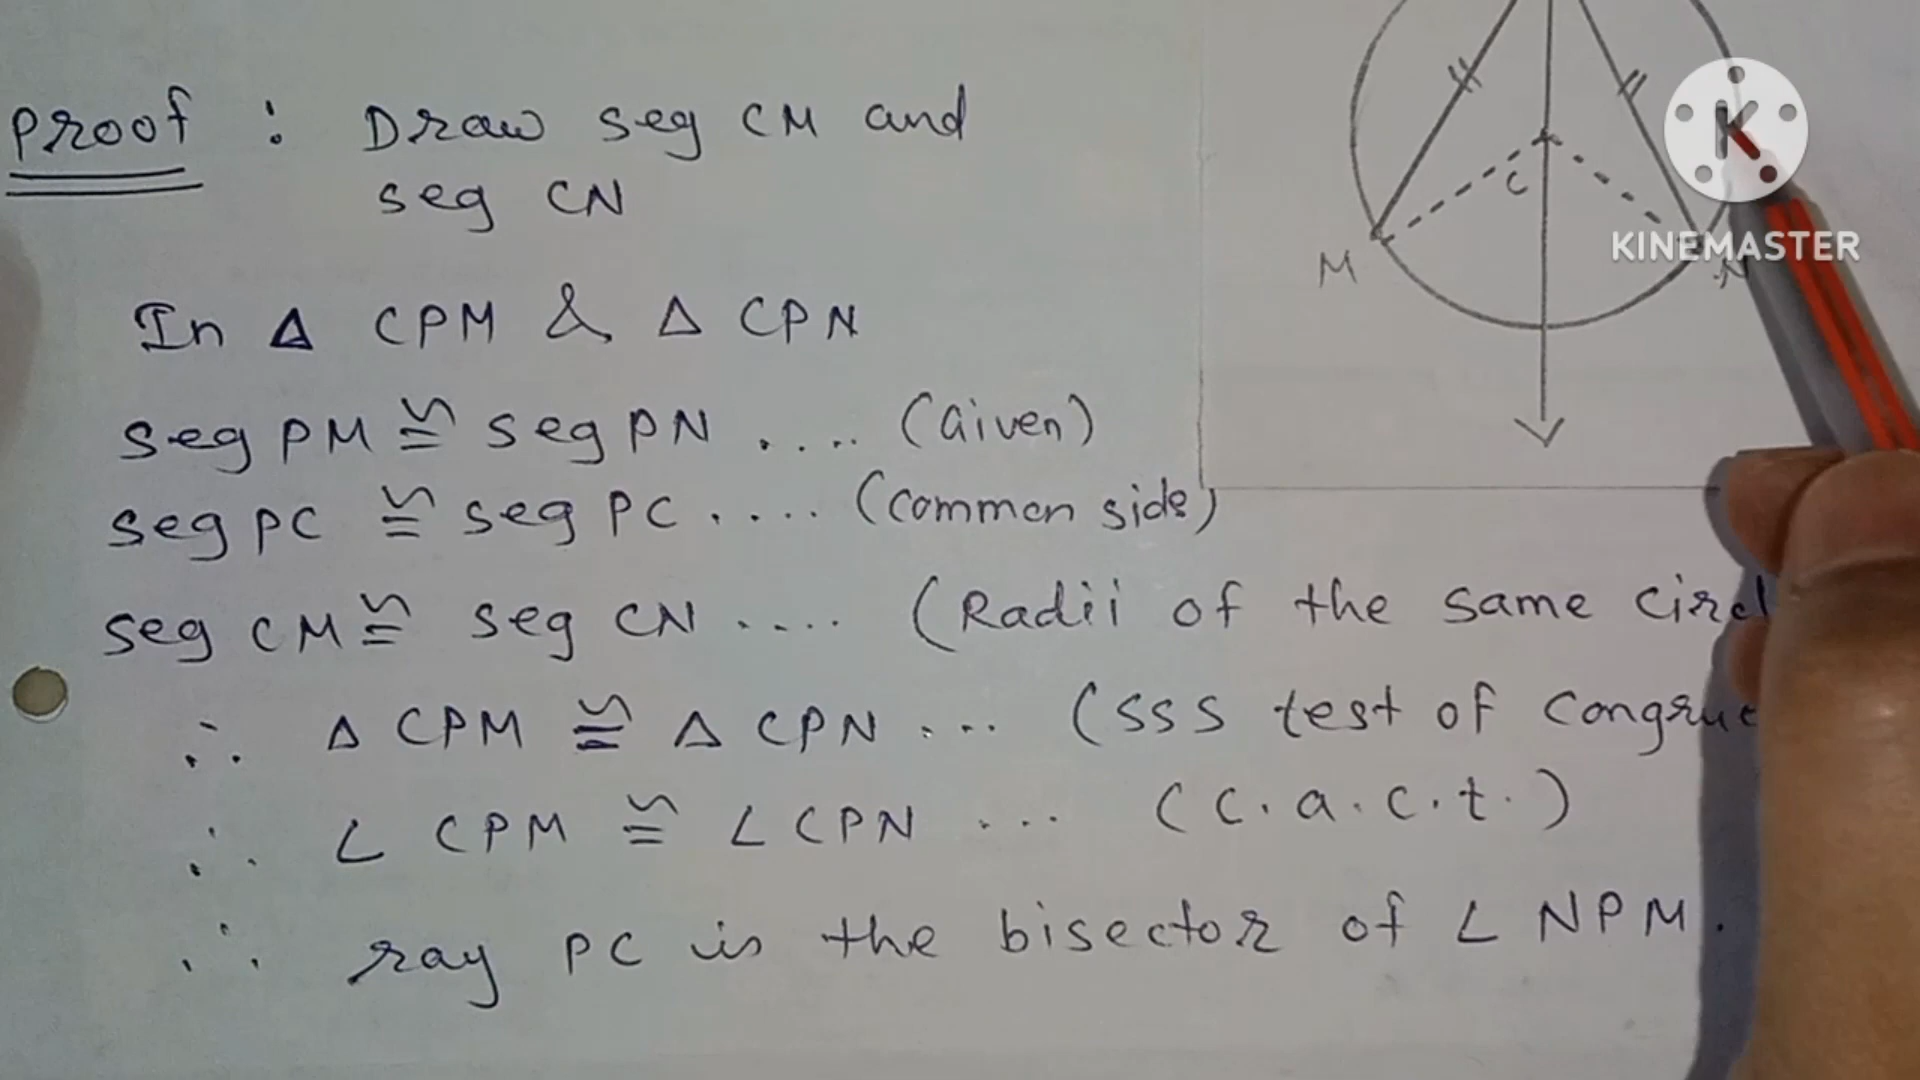 Proof : Draw seg CM and
seg CN
In Δ CPM & Δ CPN
seg PM ≅ seg PN .... (Given)
seg PC ≅ seg PC .... (common side)
seg CM ≅ seg CN .... (Radii of the same
∴ Δ CPM ≅ Δ CPN ... (SSS test of
∴ ∠ CPM ≅ ∠ CPN ... (C.a.c.t.)
∴ ray PC is the bisector of ∠ NPM.
C
M
N
K
KINEMASTER